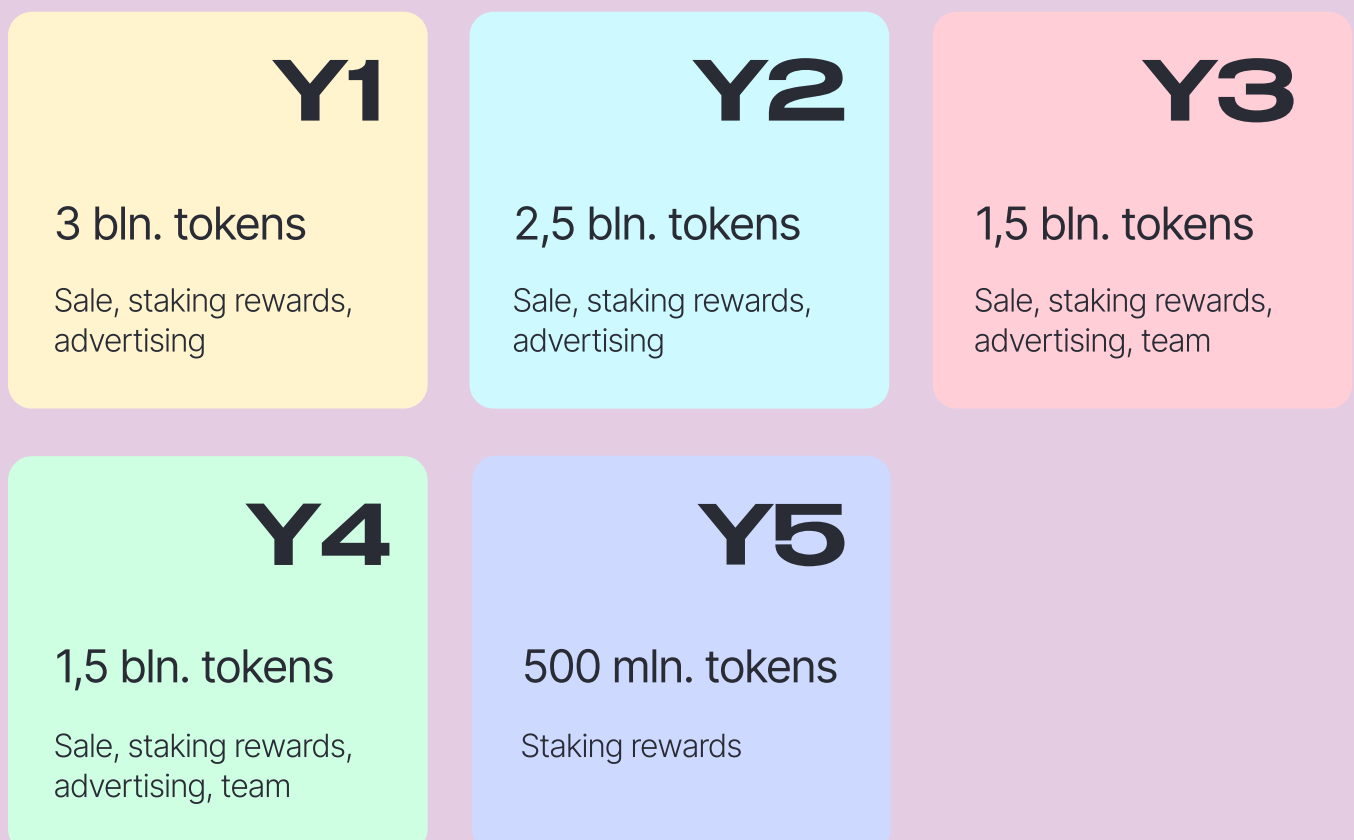 Y1
3 bln. tokens
Sale, staking rewards,
advertising
Y2
2,5 bln. tokens
Sale, staking rewards,
advertising
Y3
1,5 bln. tokens
Sale, staking rewards,
advertising, team
Y4
1,5 bln. tokens
Sale, staking rewards,
advertising, team
Y5
500 mln. tokens
Staking rewards